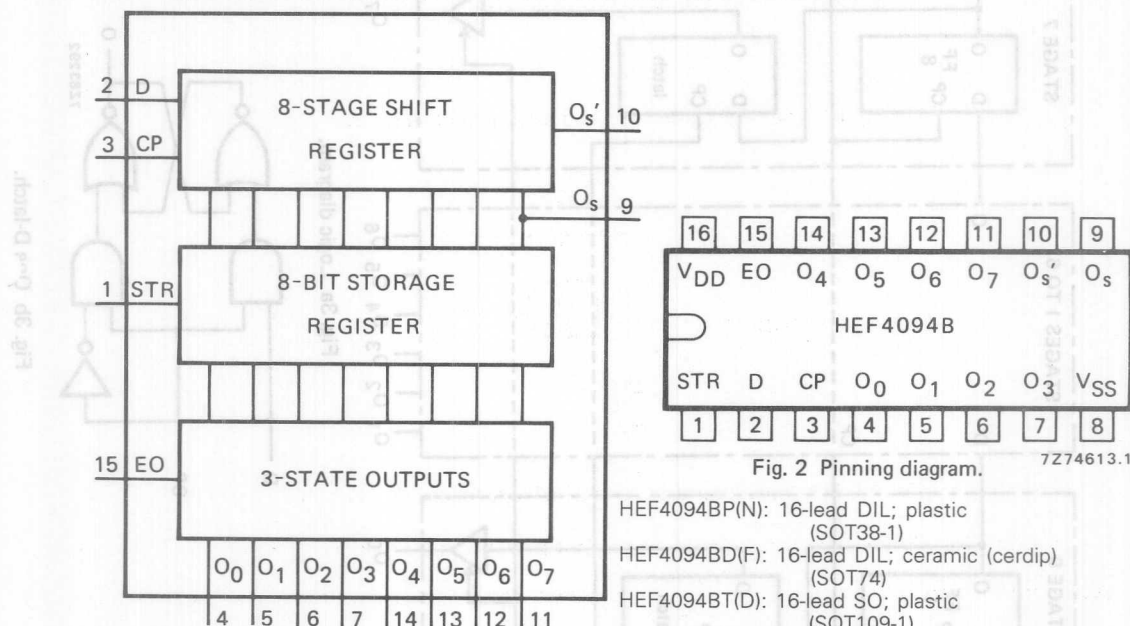 2 D
3 CP
8-STAGE SHIFT
REGISTER
Os' 10
Os 9
1 STR
8-BIT STORAGE
REGISTER
15 EO
3-STATE OUTPUTS
O0 O1 O2 O3 O4 O5 O6 O7
4 5 6 7 14 13 12 11
16 15 14 13 12 11 10 9
VDD EO O4 O5 O6 O7 Os' Os
HEF4094B
STR D CP O0 O1 O2 O3 VSS
1 2 3 4 5 6 7 8
7Z74613.1
Fig. 2 Pinning diagram.
HEF4094BP(N): 16-lead DIL; plastic
(SOT38-1)
HEF4094BD(F): 16-lead DIL; ceramic (cerdip)
(SOT74)
HEF4094BT(D): 16-lead SO; plastic
(SOT109-1)